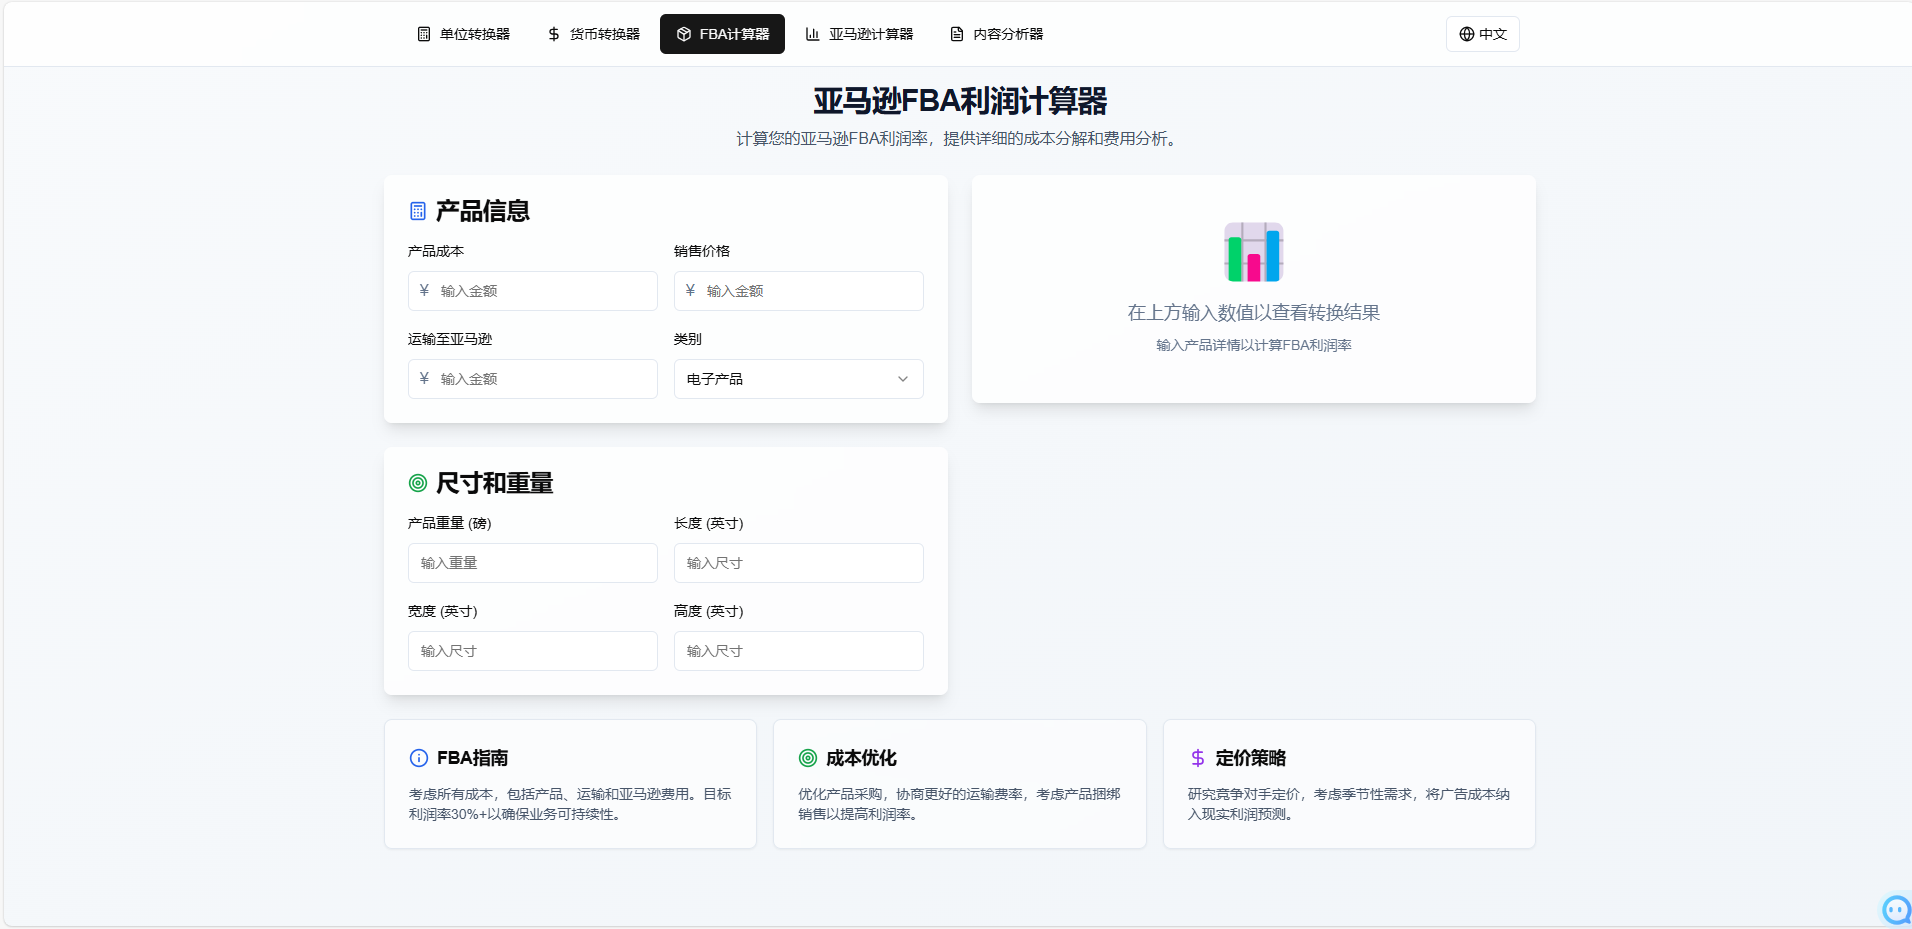 单位转换器
货币转换器
FBA计算器
亚马逊计算器
内容分析器
中文
亚马逊FBA利润计算器
计算您的亚马逊FBA利润率，提供详细的成本分解和费用分析。
产品信息
产品成本
销售价格
¥ 输入金额
¥ 输入金额
运输至亚马逊
类别
¥ 输入金额
电子产品
在上方输入数值以查看转换结果
输入产品详情以计算FBA利润率
尺寸和重量
产品重量 (磅)
长度 (英寸)
输入重量
输入尺寸
宽度 (英寸)
高度 (英寸)
输入尺寸
输入尺寸
FBA指南
考虑所有成本，包括产品、运输和亚马逊费用。目标
利润率30%+以确保业务可持续性。
成本优化
优化产品采购，协商更好的运输费率，考虑产品捆绑
销售以提高利润率。
定价策略
研究竞争对手定价，考虑季节性需求，将广告成本纳
入现实利润预测。